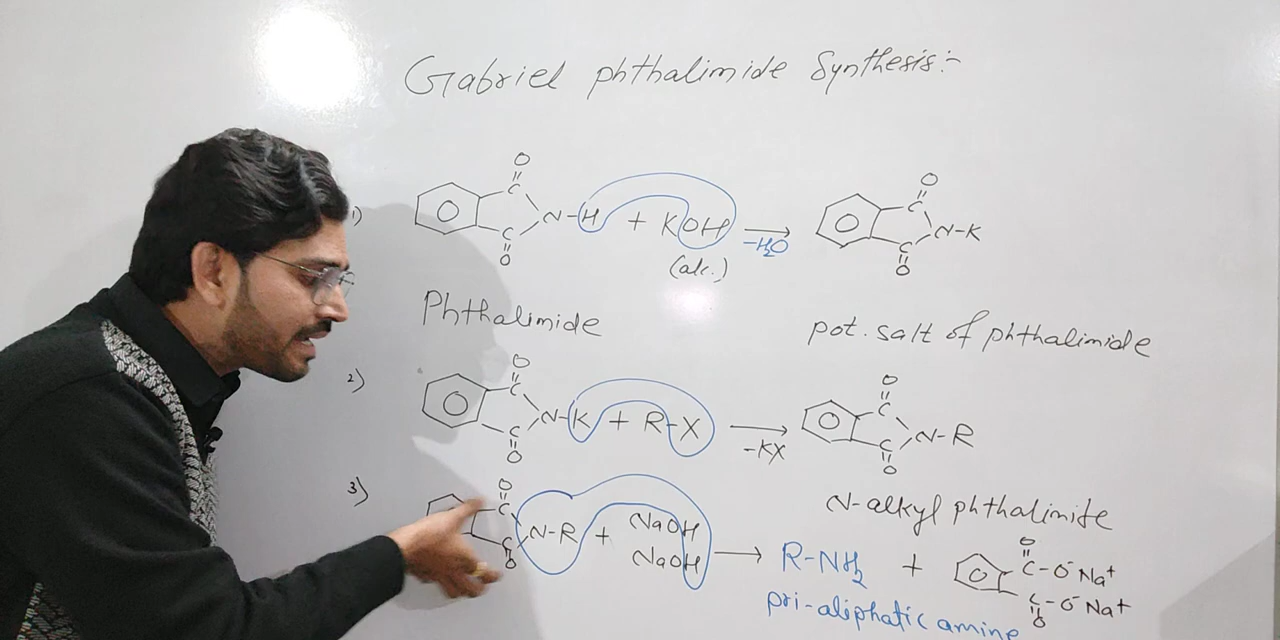 Gabriel phthalimide Synthesis:-
1)
O
C
N-H + KOH
C
O
(alc.)
-H₂O
O
C
N-K
C
O
Phthalimide
pot. salt of phthalimide
2)
O
C
N-K + R-X
C
O
-KX
O
C
N-R
C
O
N-alkyl phthalimite
3)
O
C
N-R + NaOH
NaOH
C
O
R-NH₂ +
O
C-O⁻Na⁺
C-O⁻Na⁺
O
pri-aliphatic amine